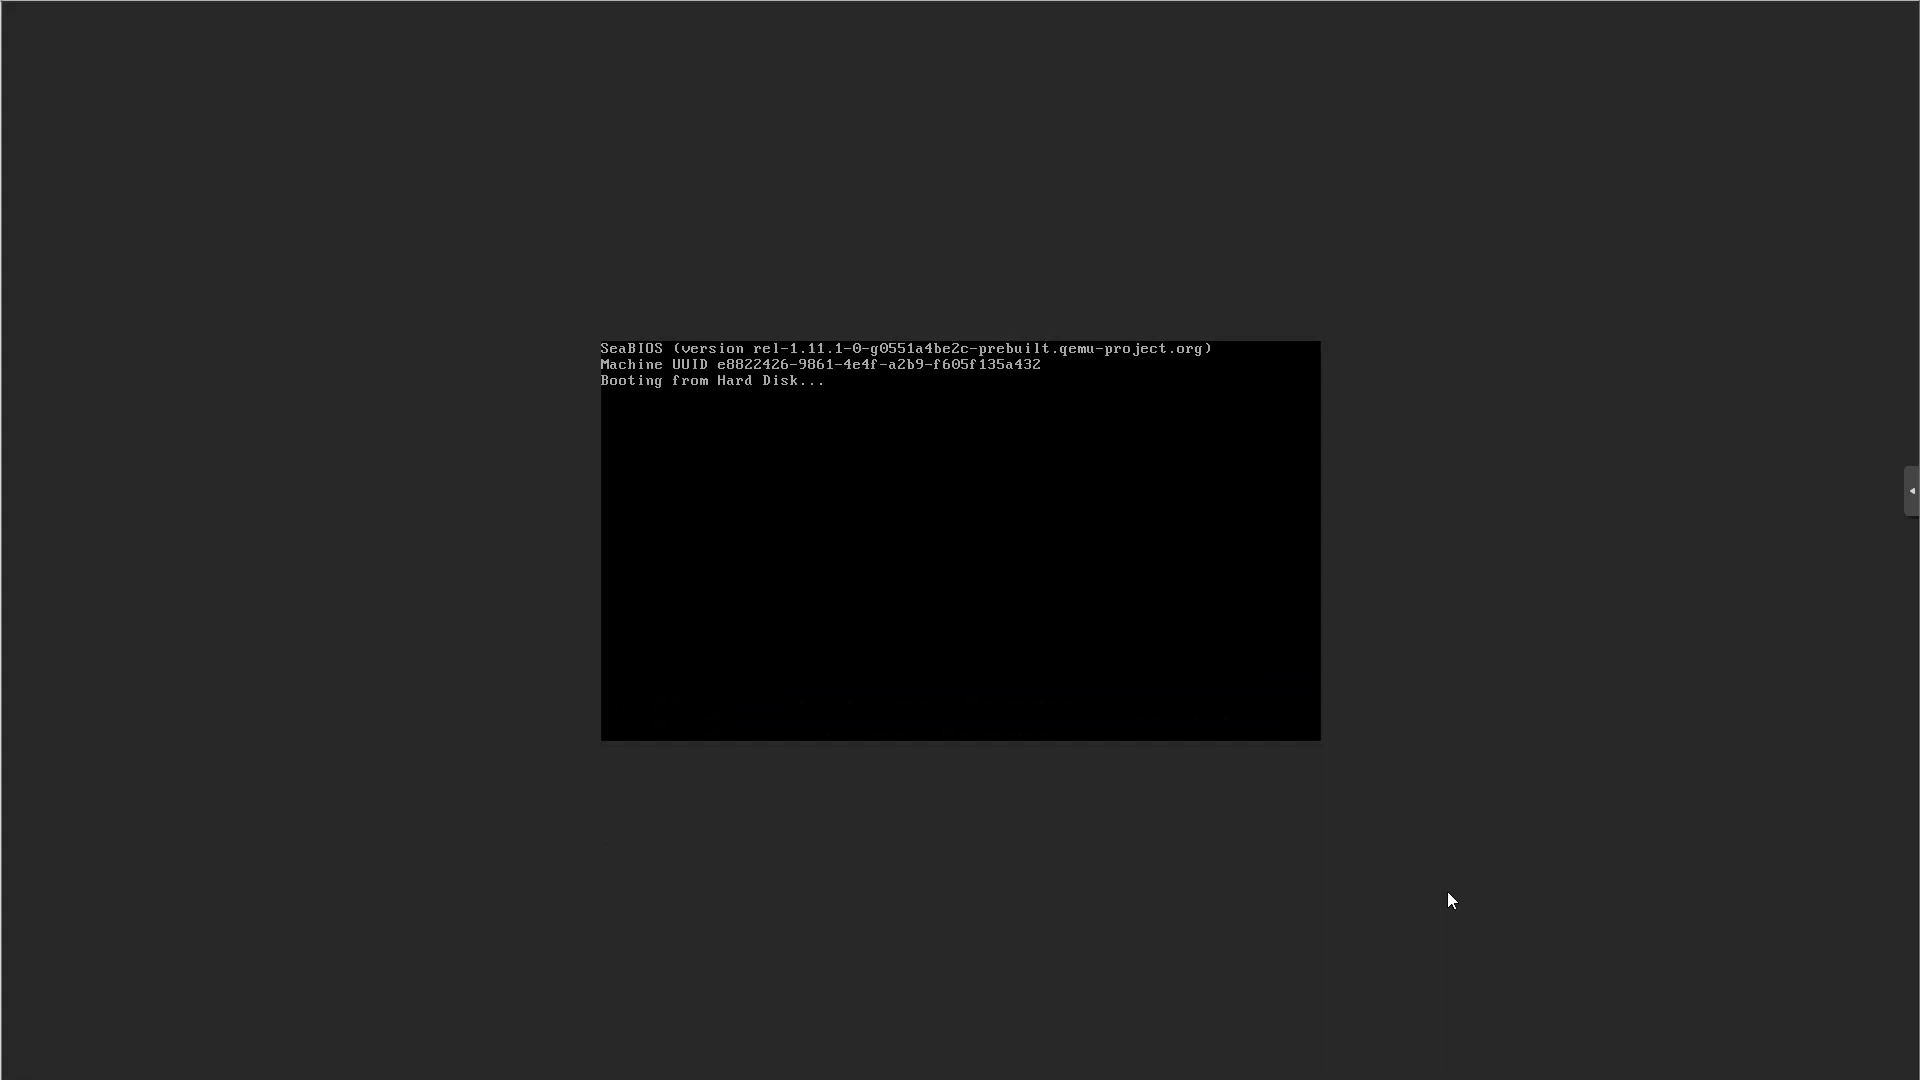 SeaBIOS (version rel-1.11.1-0-g0551a4be2c-prebuilt.qemu-project.org)
Machine UUID e8822426-9861-4e4f-a2b9-f605f135a432
Booting from Hard Disk...